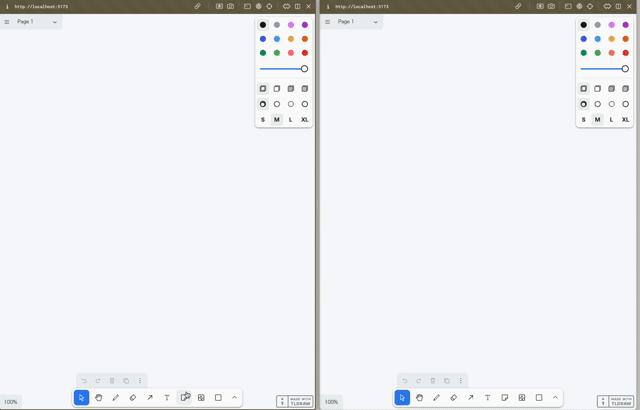 http://localhost:5173
Page 1
S M L XL
100%
MADE WITH
TLDRAW
http://localhost:5173
Page 1
S M L XL
100%
MADE WITH
TLDRAW